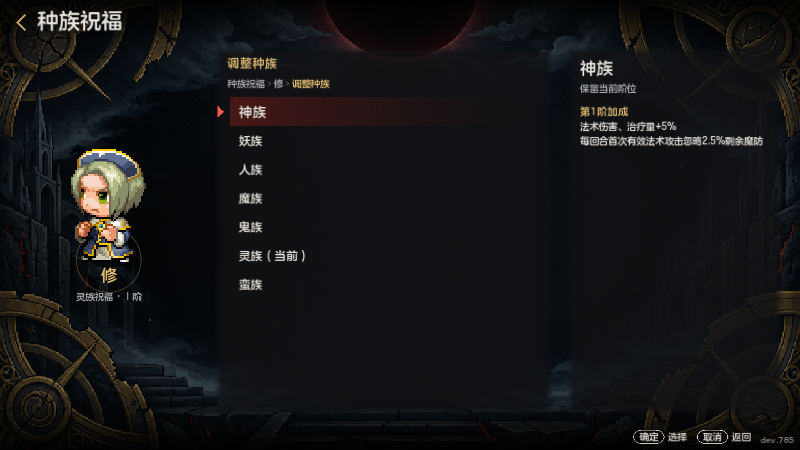 种族祝福
调整种族
种族祝福 › 修 › 调整种族
神族
妖族
人族
魔族
鬼族
灵族（当前）
蛮族
修
灵族祝福 · I 阶
神族
保留当前阶位
第1阶加成
法术伤害、治疗量+5%
每回合首次有效法术攻击忽略2.5%剩余魔防
确定 选择 取消 返回 dev.785